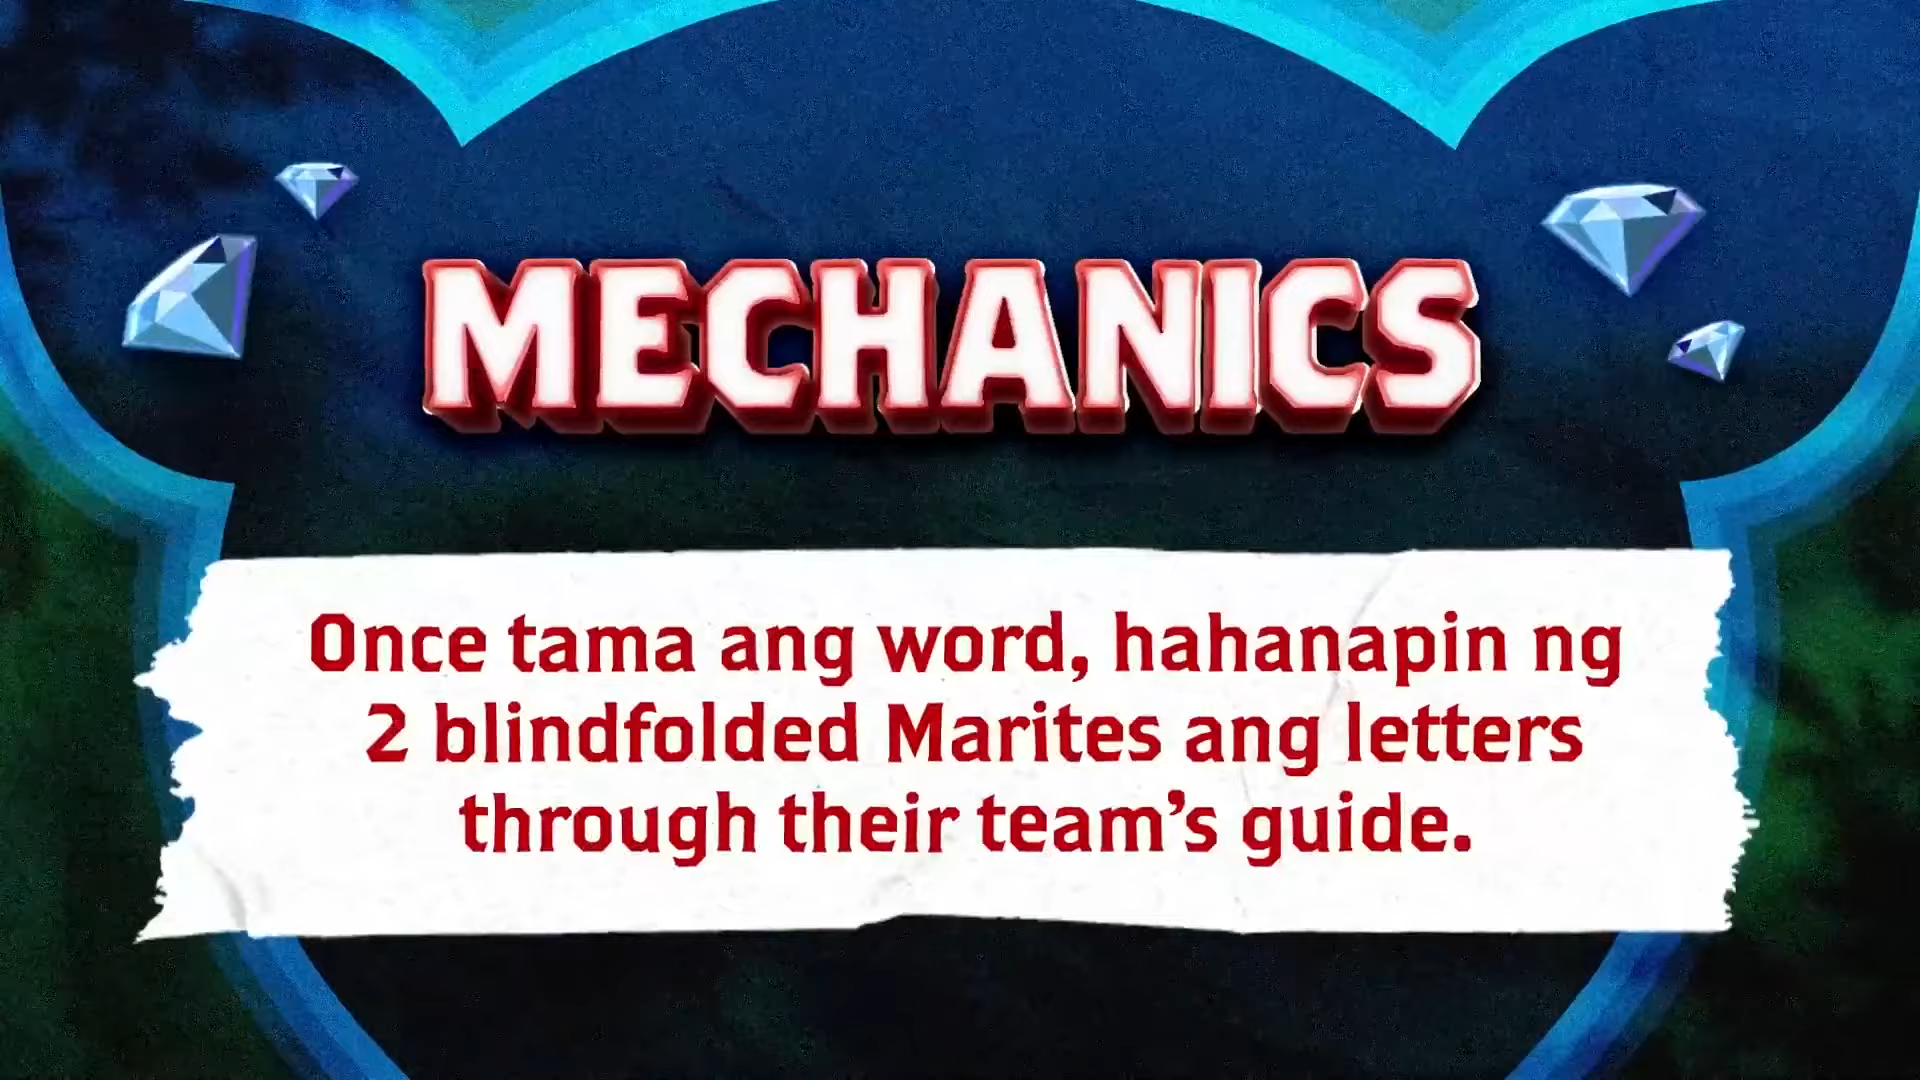 MECHANICS
Once tama ang word, hahanapin ng
2 blindfolded Marites ang letters
through their team’s guide.